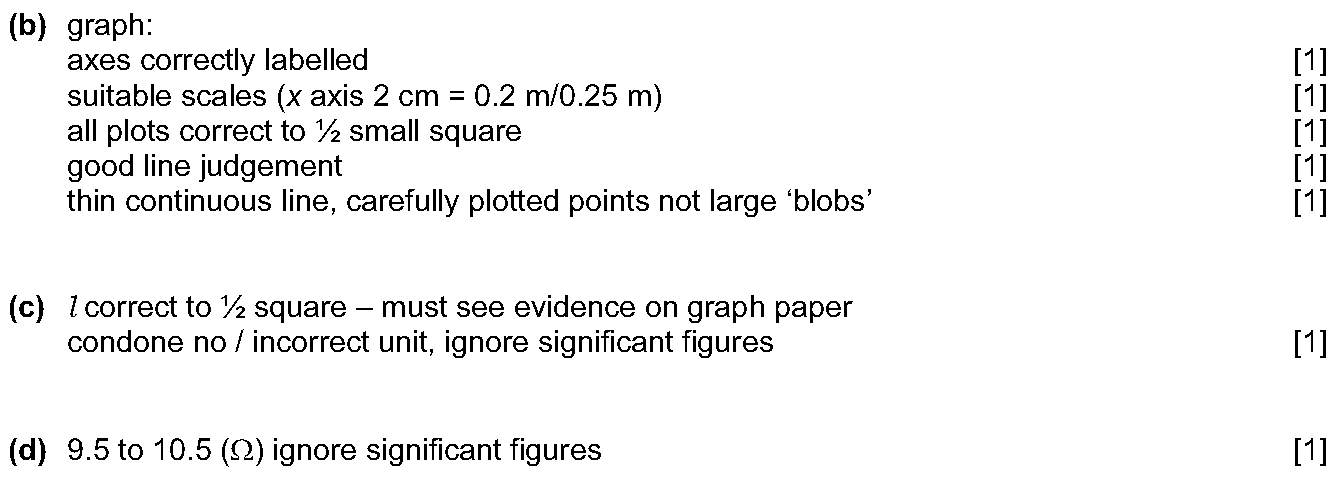 (b) graph:
axes correctly labelled [1]
suitable scales (x axis 2 cm = 0.2 m/0.25 m) [1]
all plots correct to ½ small square [1]
good line judgement [1]
thin continuous line, carefully plotted points not large ‘blobs’ [1]
(c) l correct to ½ square – must see evidence on graph paper
condone no / incorrect unit, ignore significant figures [1]
(d) 9.5 to 10.5 (Ω) ignore significant figures [1]